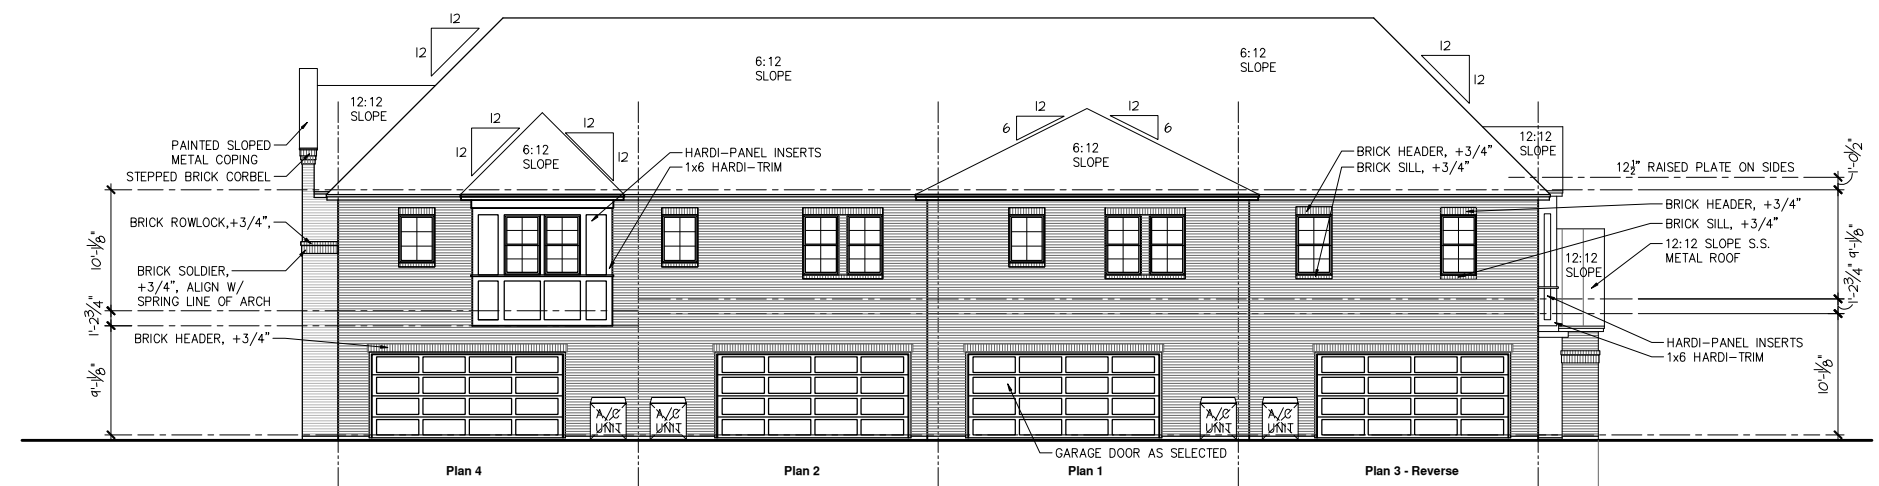 12
12
6:12
SLOPE
6:12
SLOPE
12
12
12:12
SLOPE
12
12
12
12
6:12
SLOPE
12
6
12
6
6:12
SLOPE
12:12
SLOPE
PAINTED SLOPED
METAL COPING
STEPPED BRICK CORBEL
HARDI-PANEL INSERTS
1x6 HARDI-TRIM
BRICK HEADER, +3/4"
BRICK SILL, +3/4"
12½" RAISED PLATE ON SIDES
1'-0½"
BRICK ROWLOCK,+3/4",
BRICK SOLDIER,
+3/4", ALIGN W/
SPRING LINE OF ARCH
BRICK HEADER, +3/4"
10'-1⅛"
1'-2¾"
9'-1⅛"
BRICK HEADER, +3/4"
BRICK SILL, +3/4"
12:12 SLOPE S.S.
METAL ROOF
12:12
SLOPE
9'-1⅛"
1'-2¾"
10'-1⅛"
HARDI-PANEL INSERTS
1x6 HARDI-TRIM
A/C
UNIT
A/C
UNIT
A/C
UNIT
A/C
UNIT
GARAGE DOOR AS SELECTED
Plan 4
Plan 2
Plan 1
Plan 3 - Reverse